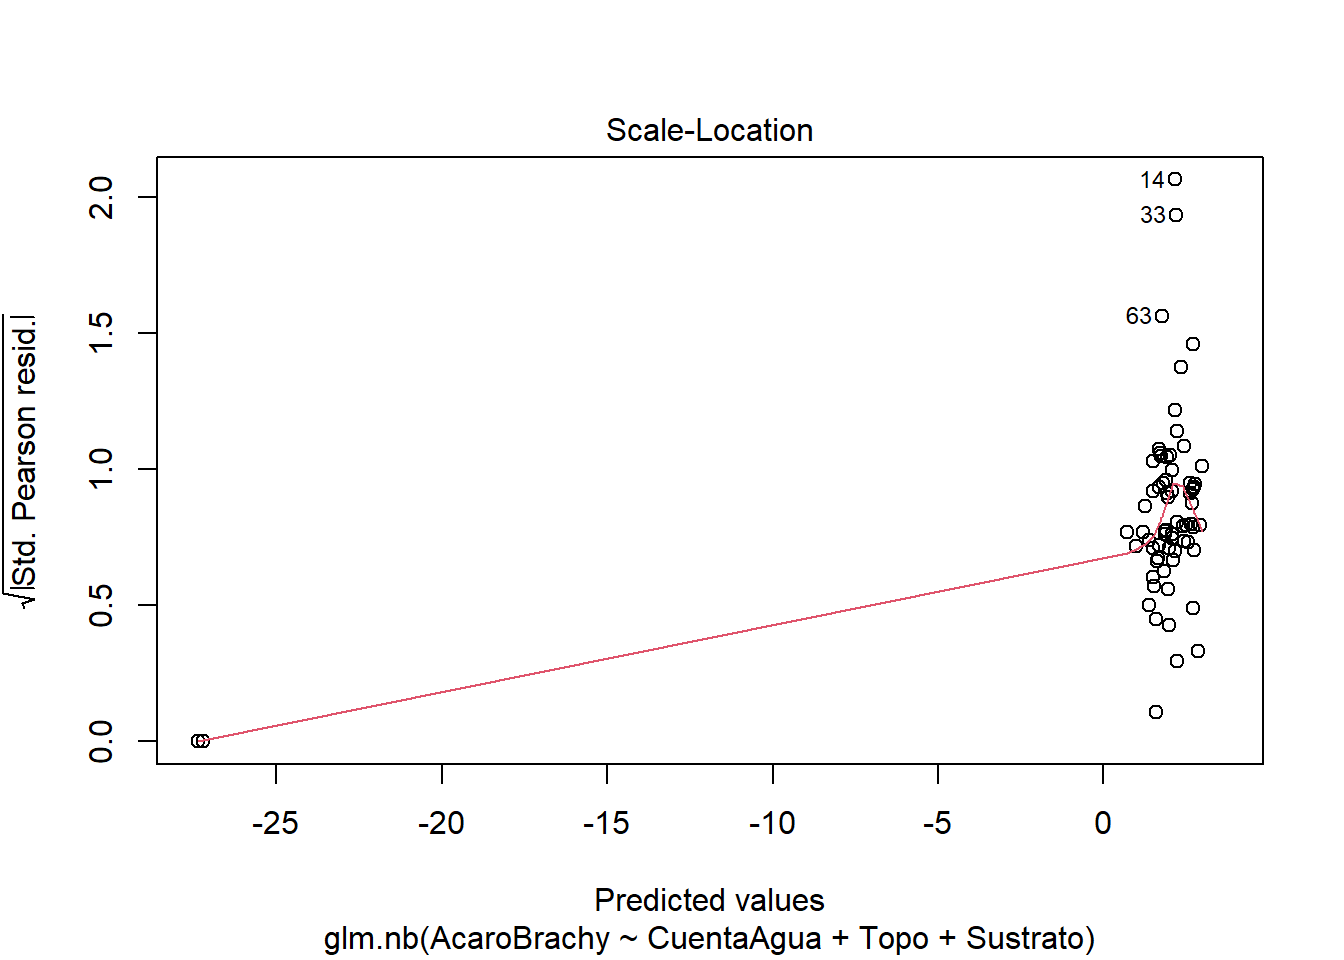 Scale-Location
2.0
1.5
1.0
0.5
0.0
√|Std. Pearson resid.|
14
33
63
-25 -20 -15 -10 -5 0
Predicted values
glm.nb(AcaroBrachy ~ CuentaAgua + Topo + Sustrato)